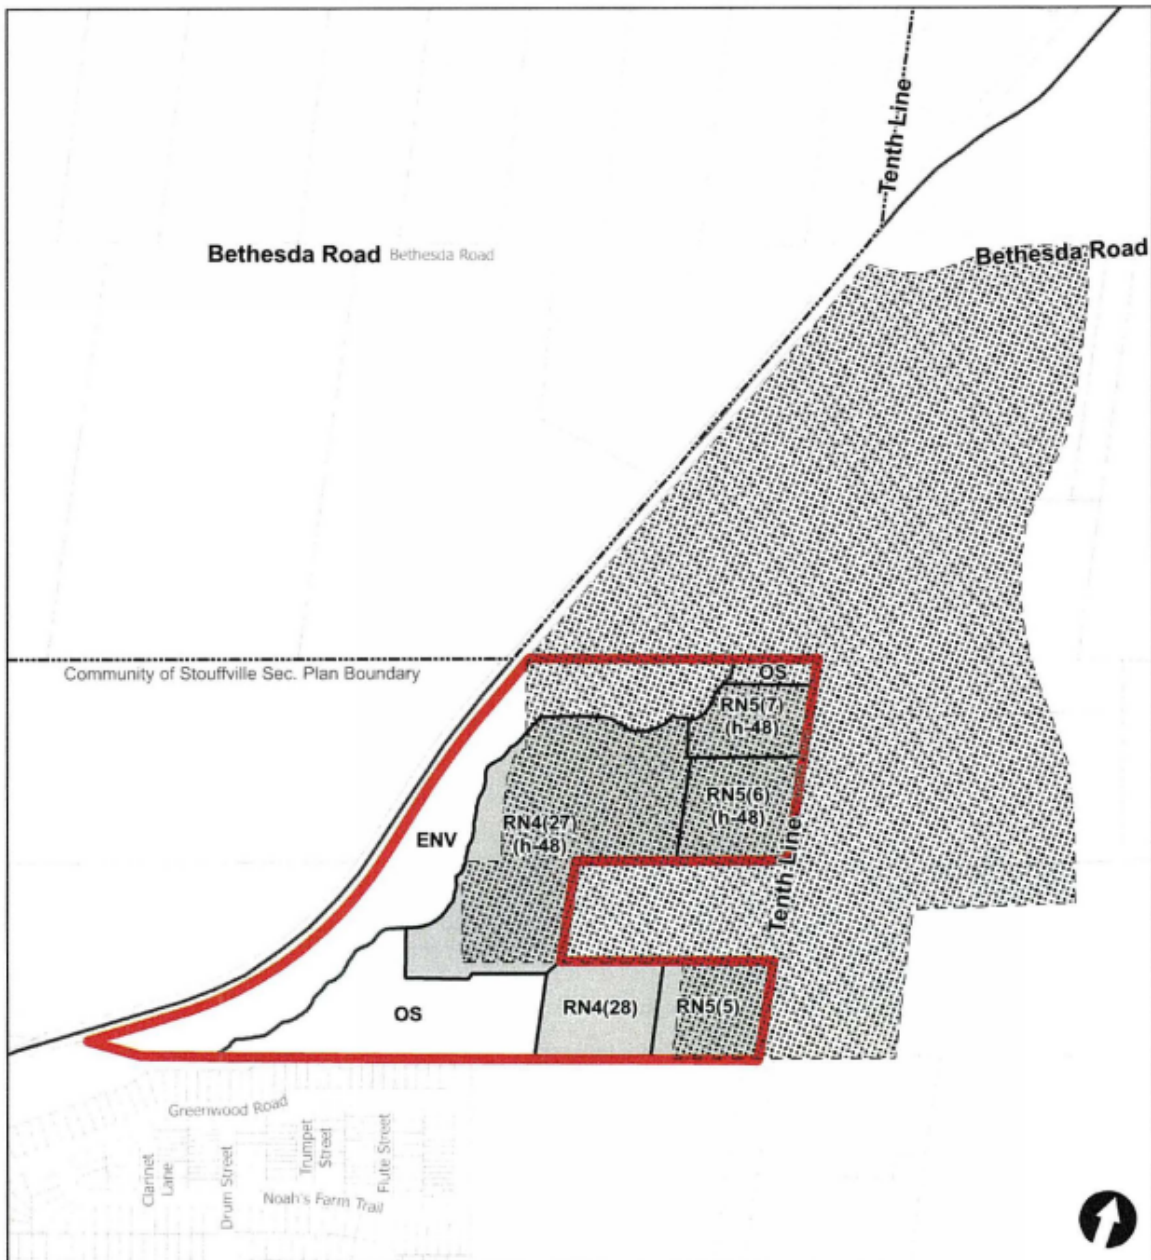 Tenth Line
Bethesda Road Bethesda Road
Bethesda Road
Community of Stouffville Sec. Plan Boundary
OS
RN5(7)
(h-48)
RN5(6)
(h-48)
RN4(27)
(h-48)
ENV
Tenth Line
OS
RN4(28)
RN5(5)
Greenwood Road
Clarinet
Lane
Drum Street
Trumpet
Street
Flute Street
Noah's Farm Trail